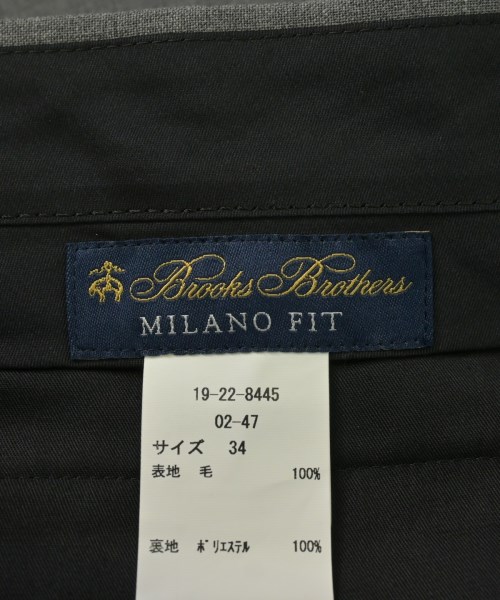 Brooks Brothers
MILANO FIT
19-22-8445
02-47
サイズ 34
表地 毛 100%
裏地 ﾎﾟﾘｴｽﾃﾙ 100%